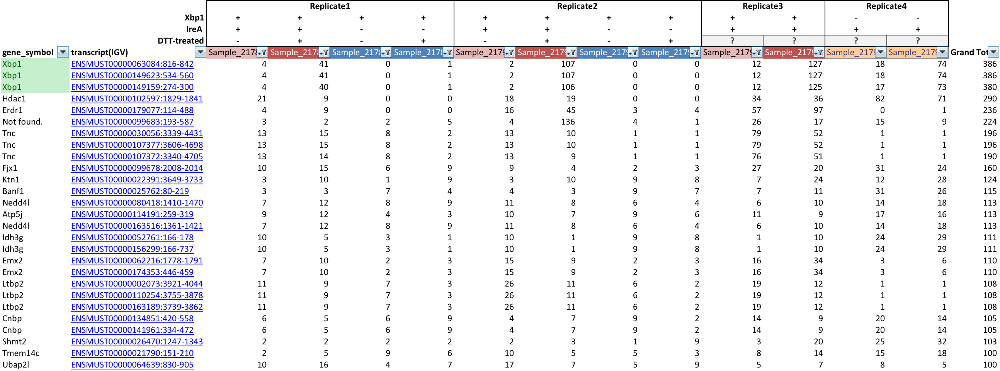 Replicate1 Replicate2 Replicate3 Replicate4
Xbp1 + + + + + + + + + + - -
IreA + + - - + + - - + + + +
DTT-treated - + - + - + - + ? ? ? ?
gene_symbol transcript(IGV) Sample_2178 Sample_2178 Sample_2178 Sample_2178 Sample_2179 Sample_2179 Sample_2179 Sample_2179 Sample_2179 Sample_2179 Sample_2179 Sample_2179 Grand Tot
Xbp1 ENSMUST00000063084:816-842 4 41 0 1 2 107 0 0 12 127 18 74 386
Xbp1 ENSMUST00000149623:534-560 4 41 0 1 2 107 0 0 12 127 18 74 386
Xbp1 ENSMUST00000149159:274-300 4 40 0 1 2 106 0 0 12 125 17 73 380
Hdac1 ENSMUST00000102597:1829-1841 21 9 0 0 18 19 0 0 34 36 82 71 290
Erdr1 ENSMUST00000179077:114-488 4 9 0 0 16 45 3 4 57 97 0 1 236
Not found. ENSMUST00000099683:193-587 3 2 2 5 4 136 4 1 26 17 15 9 224
Tnc ENSMUST00000030056:3339-4431 13 15 8 2 13 10 1 1 79 52 1 1 196
Tnc ENSMUST00000107377:3606-4698 13 15 8 2 13 10 1 1 79 52 1 1 196
Tnc ENSMUST00000107372:3340-4705 13 14 8 2 13 9 1 1 76 51 1 1 190
Fjx1 ENSMUST00000099678:2008-2014 10 15 6 9 9 4 2 3 27 20 31 24 160
Ktn1 ENSMUST00000022391:3649-3733 3 10 1 9 3 10 9 8 7 24 12 28 124
Banf1 ENSMUST00000025762:80-219 3 3 7 4 4 3 9 7 7 11 31 26 115
Nedd4l ENSMUST00000080418:1410-1470 7 12 8 9 11 8 6 4 6 10 14 18 113
Atp5j ENSMUST00000114191:259-319 9 12 4 3 10 7 9 6 11 9 17 16 113
Nedd4l ENSMUST00000163516:1361-1421 7 12 8 9 11 8 6 4 6 10 14 18 113
Idh3g ENSMUST00000052761:166-178 10 5 3 1 10 1 9 8 1 10 24 29 111
Idh3g ENSMUST00000156299:166-737 10 5 3 1 10 1 9 8 1 10 24 29 111
Emx2 ENSMUST00000062216:1778-1791 7 10 2 3 15 9 2 3 16 34 3 6 110
Emx2 ENSMUST00000174353:446-459 7 10 2 3 15 9 2 3 16 34 3 6 110
Ltbp2 ENSMUST00000002073:3921-4044 11 9 7 3 26 11 6 2 19 12 1 1 108
Ltbp2 ENSMUST00000110254:3755-3878 11 9 7 3 26 11 6 2 19 12 1 1 108
Ltbp2 ENSMUST00000163189:3739-3862 11 9 7 3 26 11 6 2 19 12 1 1 108
Cnbp ENSMUST00000134851:420-558 6 5 6 9 4 7 9 2 14 9 20 14 105
Cnbp ENSMUST00000141961:334-472 6 5 6 9 4 7 9 2 14 9 20 14 105
Shmt2 ENSMUST00000026470:1247-1343 2 2 2 2 2 3 1 9 3 20 25 32 103
Tmem14c ENSMUST00000021790:151-210 2 5 9 6 10 5 5 3 8 14 15 18 100
Ubap2l ENSMUST00000064639:830-905 10 16 4 7 17 7 5 9 5 7 8 5 100